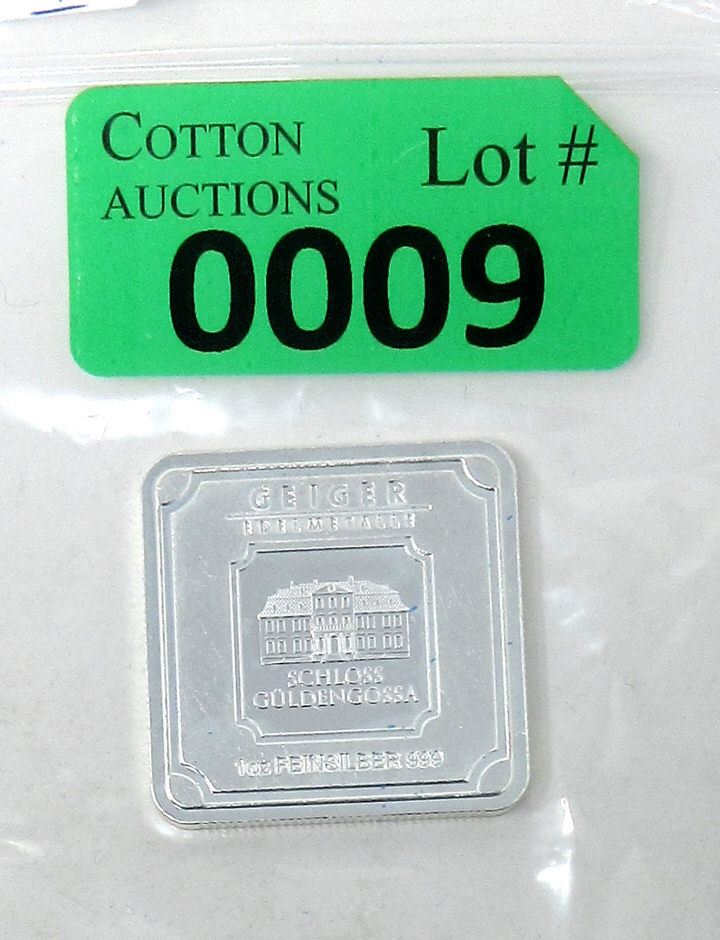 COTTON
AUCTIONS
Lot #
0009
GEIGER
EDELMETALLE
SCHLOSS
GÜLDENGOSSA
1oz FEINSILBER 999